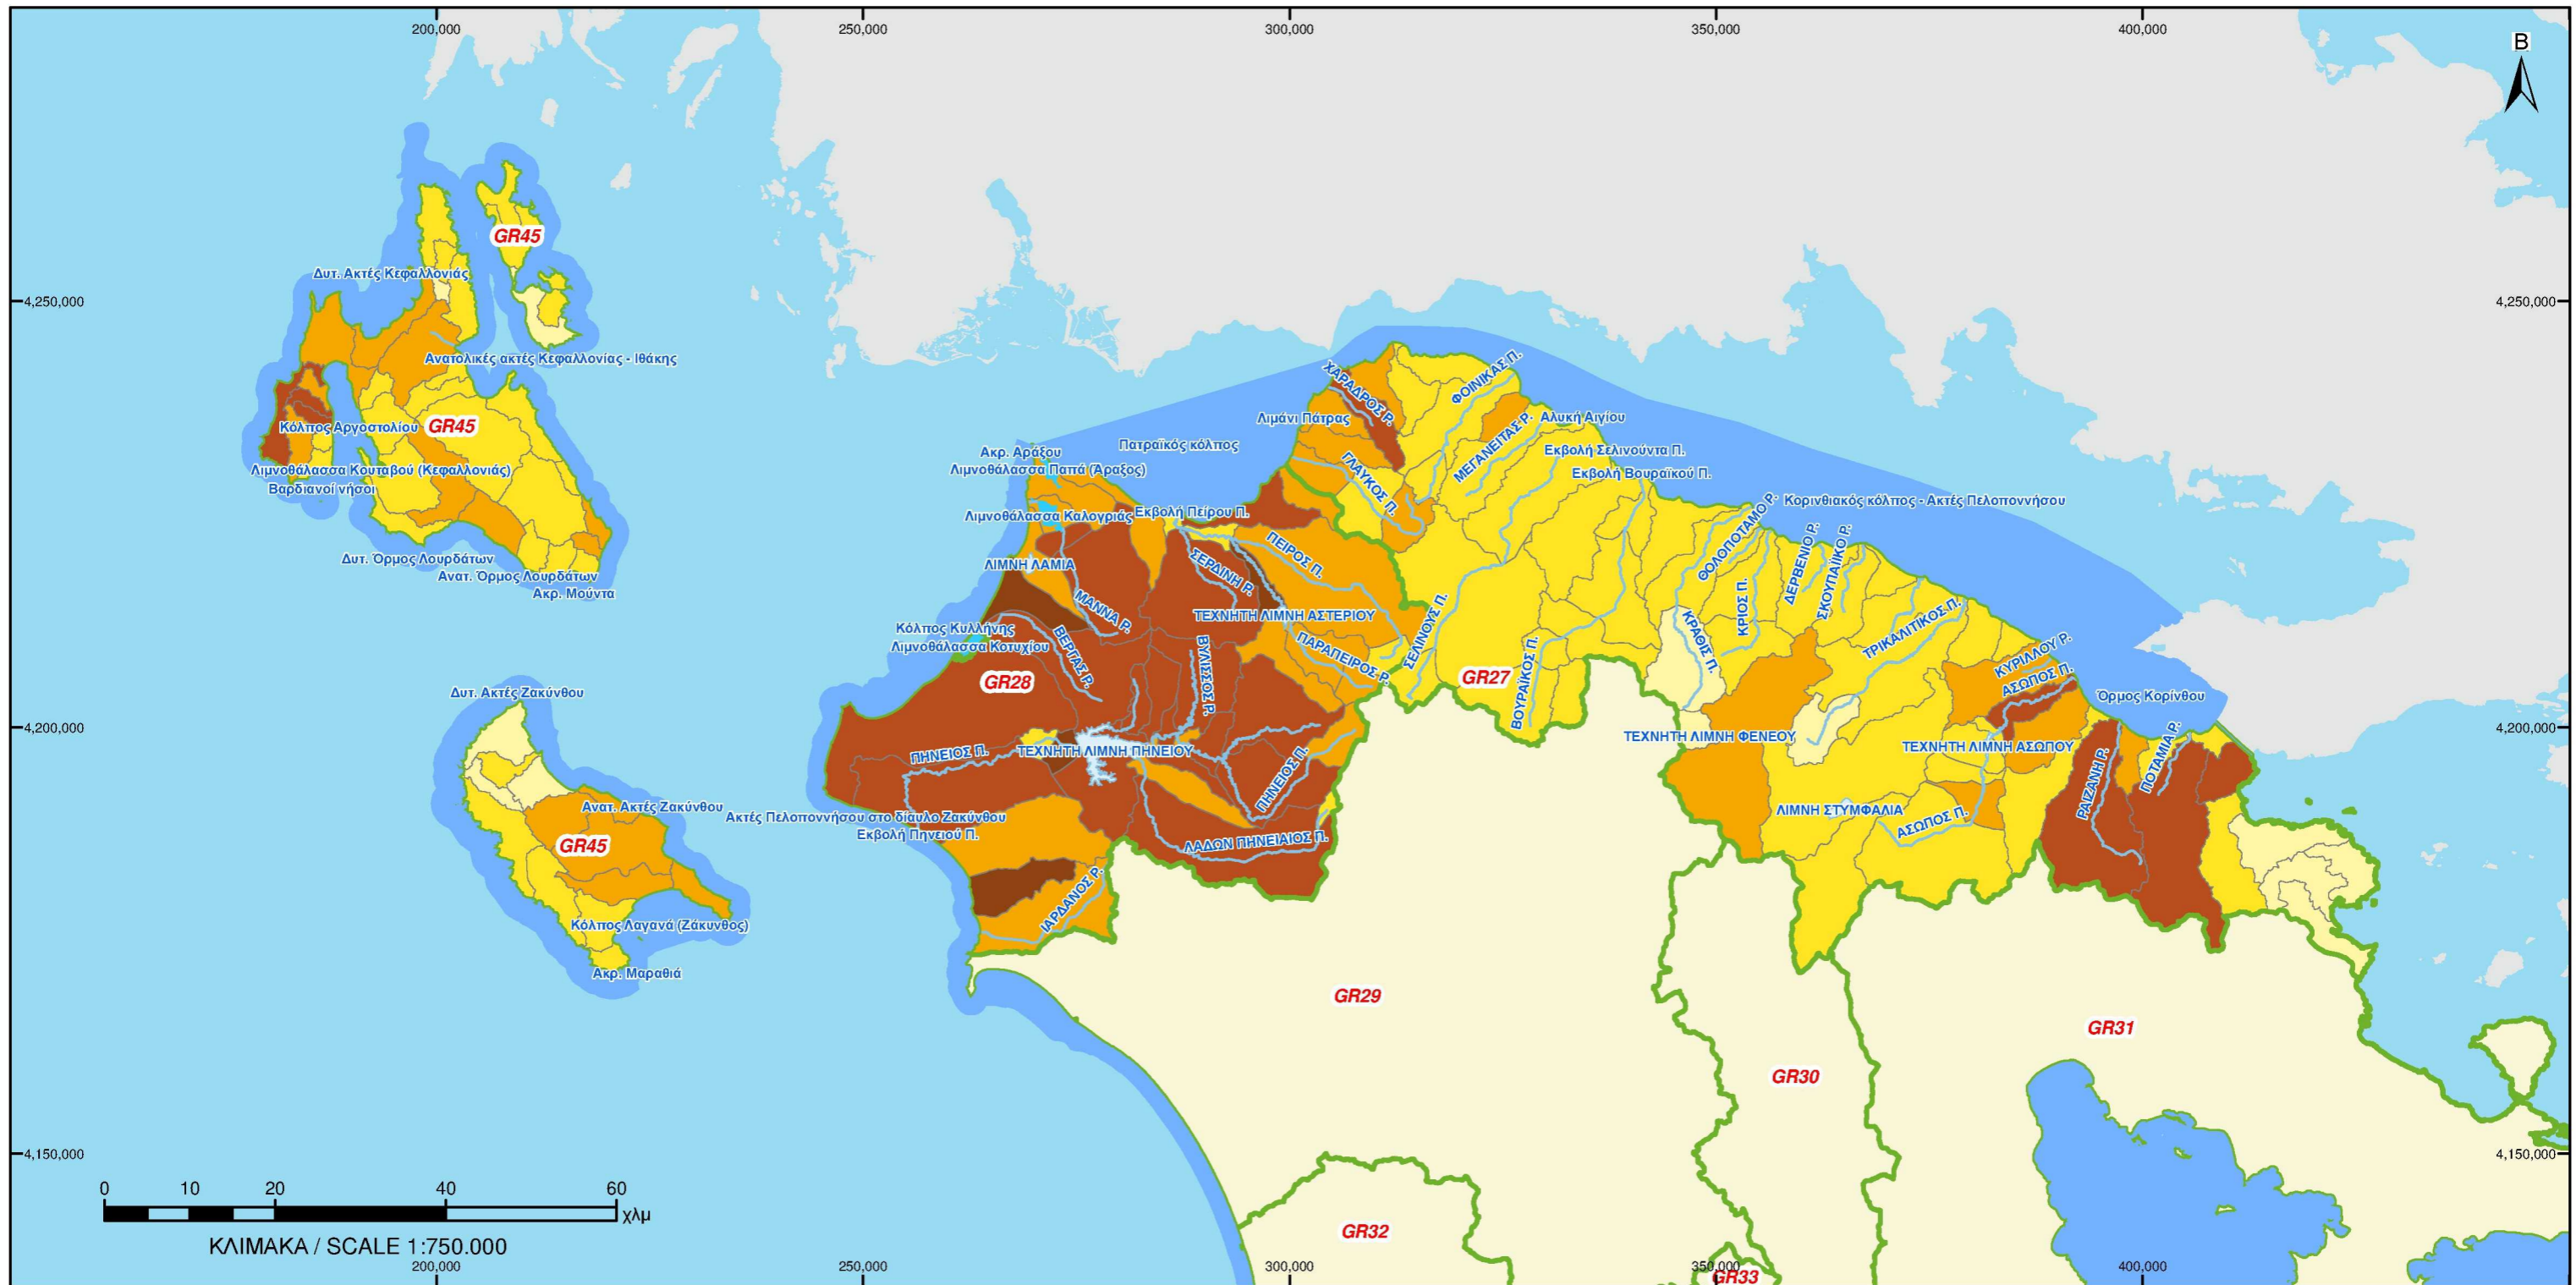 200,000
250,000
300,000
350,000
400,000
Β
4,250,000
4,250,000
GR45
Δυτ. Ακτές Κεφαλλονιάς
Ανατολικές ακτές Κεφαλλονίας - Ιθάκης
GR45
Κόλπος Αργοστολίου
Λιμνοθάλασσα Κουταβού (Κεφαλλονιάς)
Βαρδιανοί νήσοι
Δυτ. Όρμος Λουρδάτων
Ανατ. Όρμος Λουρδάτων
Ακρ. Μούντα
ΧΑΡΑΔΡΟΣ Ρ.
ΦΟΙΝΙΚΑΣ Π.
Λιμάνι Πάτρας
ΜΕΓΑΝΕΙΤΑΣ Ρ.
Αλυκή Αιγίου
Πατραϊκός κόλπος
Ακρ. Αράξου
Λιμνοθάλασσα Παπά (Άραξος)
Εκβολή Σελινούντα Π.
Εκβολή Βουραϊκού Π.
ΓΛΑΥΚΟΣ Π.
Λιμνοθάλασσα Καλογριάς
Εκβολή Πείρου Π.
Κορινθιακός κόλπος - Ακτές Πελοποννήσου
ΘΟΛΟΠΟΤΑΜΟ Ρ.
ΔΕΡΒΕΝΙΟ Ρ.
ΣΚΟΥΠΑΙΪΚΟ Ρ.
ΛΙΜΝΗ ΛΑΜΙΑ
ΣΕΡΔΙΝΗ Ρ.
ΠΕΙΡΟΣ Π.
ΜΑΝΝΑ Ρ.
ΤΕΧΝΗΤΗ ΛΙΜΝΗ ΑΣΤΕΡΙΟΥ
ΚΡΙΟΣ Π.
ΚΡΑΘΙΣ Π.
ΣΕΛΙΝΟΥΣ Π.
ΤΡΙΚΑΛΙΤΙΚΟΣ Π.
Κόλπος Κυλλήνης
Λιμνοθάλασσα Κοτυχίου
ΒΕΡΓΑΣ Ρ.
ΒΥΛΙΣΣΟΣ Ρ.
ΠΑΡΑΠΕΙΡΟΣ Ρ.
ΚΥΡΙΛΛΟΥ Ρ.
ΑΣΩΠΟΣ Π.
GR28
GR27
ΒΟΥΡΑΪΚΟΣ Π.
Όρμος Κορίνθου
Δυτ. Ακτές Ζακύνθου
4,200,000
4,200,000
ΤΕΧΝΗΤΗ ΛΙΜΝΗ ΦΕΝΕΟΥ
ΤΕΧΝΗΤΗ ΛΙΜΝΗ ΑΣΩΠΟΥ
ΠΗΝΕΙΟΣ Π.
ΤΕΧΝΗΤΗ ΛΙΜΝΗ ΠΗΝΕΙΟΥ
ΠΗΝΕΙΟΣ Π.
ΡΑΙΖΑΝΗ Ρ.
ΠΟΤΑΜΙΑ Ρ.
Ανατ. Ακτές Ζακύνθου
Ακτές Πελοποννήσου στο δίαυλο Ζακύνθου
Εκβολή Πηνειού Π.
ΛΙΜΝΗ ΣΤΥΜΦΑΛΙΑ
ΑΣΩΠΟΣ Π.
GR45
ΛΑΔΩΝ ΠΗΝΕΙΑΙΟΣ Π.
ΙΑΡΔΑΝΟΣ Ρ.
Κόλπος Λαγανά (Ζάκυνθος)
Ακρ. Μαραθιά
GR29
GR31
GR30
4,150,000
4,150,000
0 10 20 40 60
χλμ
GR32
ΚΛΙΜΑΚΑ / SCALE 1:750.000
200,000
250,000
300,000
350,000
400,000
GR33